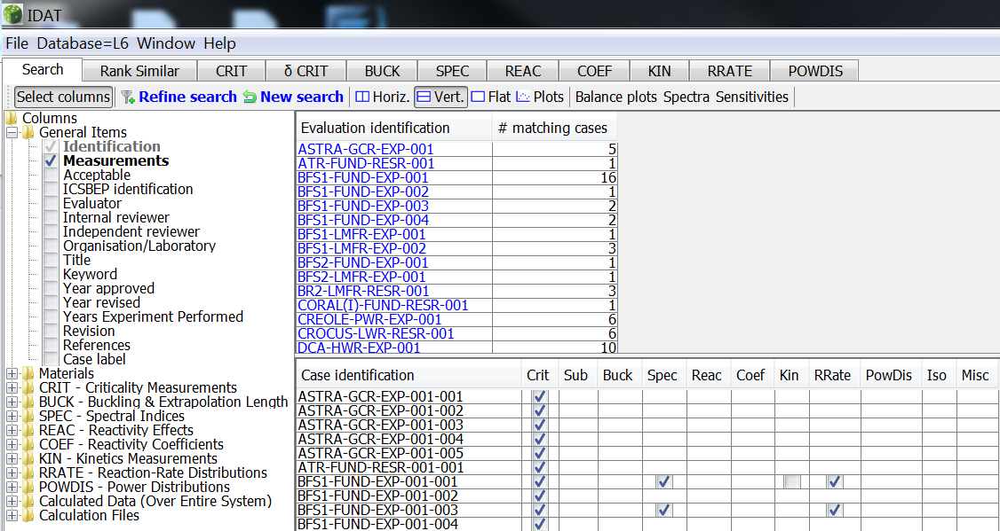 IDAT
File Database=L6 Window Help
Search Rank Similar CRIT δ CRIT BUCK SPEC REAC COEF KIN RRATE POWDIS
Select columns Refine search New search Horiz. Vert. Flat Plots Balance plots Spectra Sensitivities
Columns
General Items
Identification
Measurements
Acceptable
ICSBEP identification
Evaluator
Internal reviewer
Independent reviewer
Organisation/Laboratory
Title
Keyword
Year approved
Year revised
Years Experiment Performed
Revision
References
Case label
Materials
CRIT - Criticality Measurements
BUCK - Buckling & Extrapolation Length
SPEC - Spectral Indices
REAC - Reactivity Effects
COEF - Reactivity Coefficients
KIN - Kinetics Measurements
RRATE - Reaction-Rate Distributions
POWDIS - Power Distributions
Calculated Data (Over Entire System)
Calculation Files
Evaluation identification # matching cases
ASTRA-GCR-EXP-001 5
ATR-FUND-RESR-001 1
BFS1-FUND-EXP-001 16
BFS1-FUND-EXP-002 1
BFS1-FUND-EXP-003 2
BFS1-FUND-EXP-004 2
BFS1-LMFR-EXP-001 1
BFS1-LMFR-EXP-002 3
BFS2-FUND-EXP-001 1
BFS2-LMFR-EXP-001 1
BR2-LMFR-RESR-001 3
CORAL(I)-FUND-RESR-001 1
CREOLE-PWR-EXP-001 6
CROCUS-LWR-RESR-001 6
DCA-HWR-EXP-001 10
Case identification Crit Sub Buck Spec Reac Coef Kin RRate PowDis Iso Misc
ASTRA-GCR-EXP-001-001
ASTRA-GCR-EXP-001-002
ASTRA-GCR-EXP-001-003
ASTRA-GCR-EXP-001-004
ASTRA-GCR-EXP-001-005
ATR-FUND-RESR-001-001
BFS1-FUND-EXP-001-001
BFS1-FUND-EXP-001-002
BFS1-FUND-EXP-001-003
BFS1-FUND-EXP-001-004